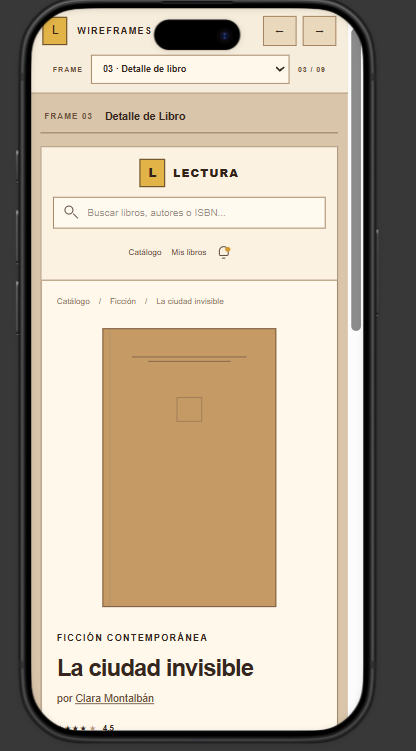 L WIREFRAMES ← →
FRAME 03 · Detalle de libro 03 / 09
FRAME 03 Detalle de Libro
L LECTURA
Buscar libros, autores o ISBN...
Catálogo Mis libros
Catálogo / Ficción / La ciudad invisible
FICCIÓN CONTEMPORÁNEA
La ciudad invisible
por Clara Montalbán
★★★★ 4.5